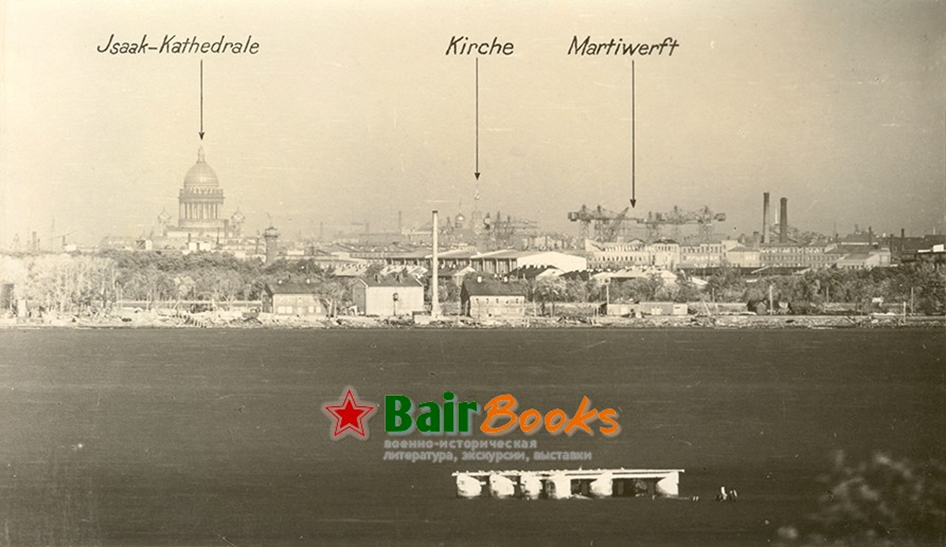 Jsaak-Kathedrale
Kirche
Martiwerft
BairBooks
военно-историческая
литература, экскурсии, выставки